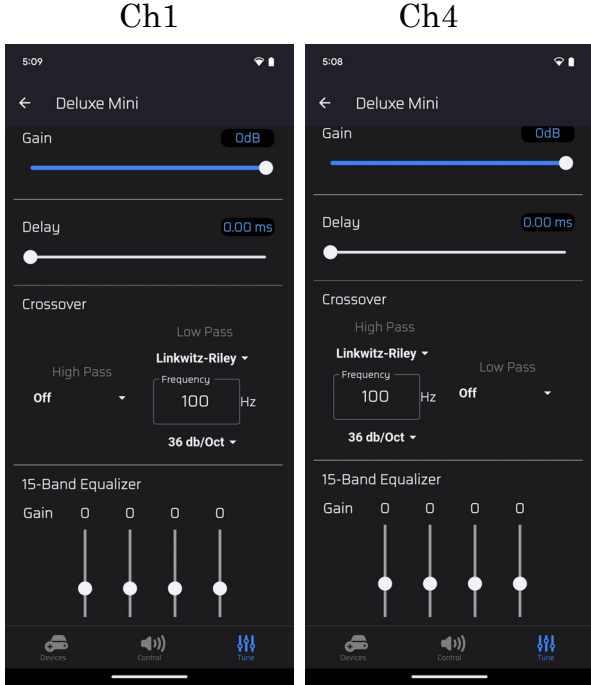 Ch1
5:09
Deluxe Mini
Gain 0dB
Delay 0.00 ms
Crossover
Low Pass
Linkwitz-Riley
High Pass
Frequency
Off 100 Hz
36 db/Oct
15-Band Equalizer
Gain 0 0 0 0
Devices Control Tune
Ch4
5:08
Deluxe Mini
Gain 0dB
Delay 0.00 ms
Crossover
High Pass
Linkwitz-Riley
Low Pass
Frequency
100 Hz Off
36 db/Oct
15-Band Equalizer
Gain 0 0 0 0
Devices Control Tune